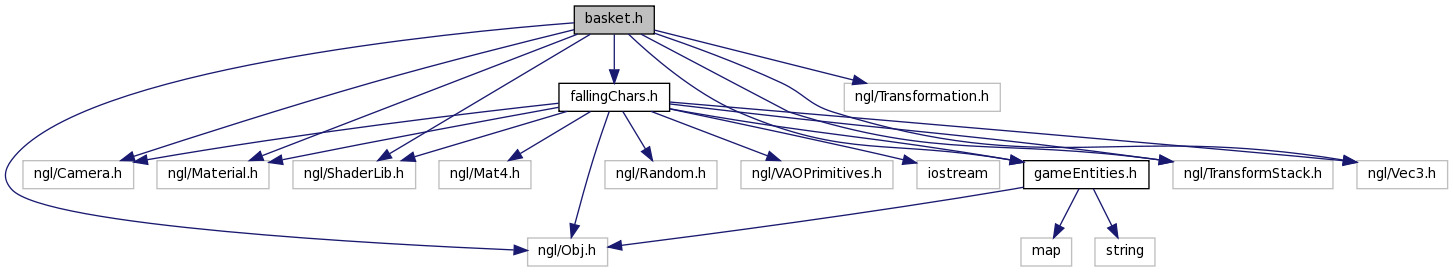 basket.h
fallingChars.h
ngl/Transformation.h
ngl/Camera.h
ngl/Material.h
ngl/ShaderLib.h
ngl/Mat4.h
ngl/Random.h
ngl/VAOPrimitives.h
iostream
gameEntities.h
ngl/TransformStack.h
ngl/Vec3.h
ngl/Obj.h
map
string